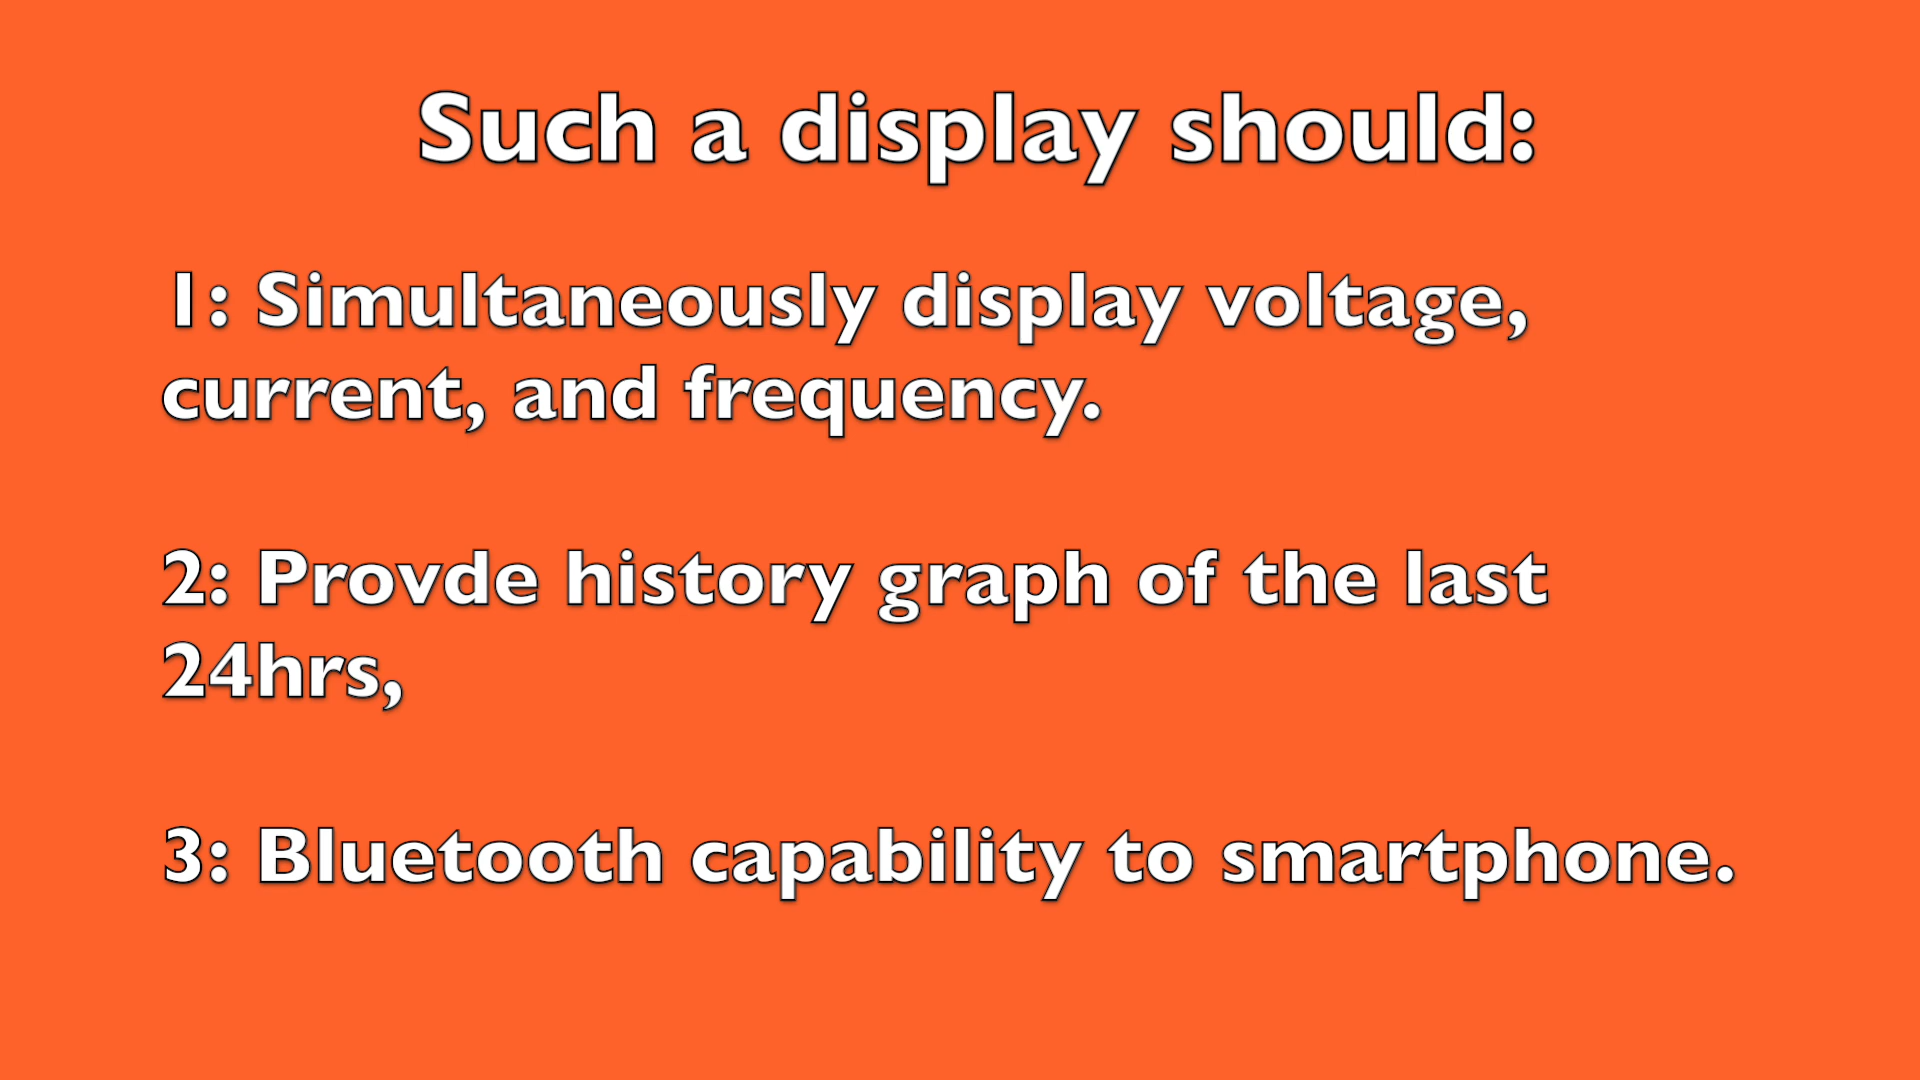 Such a display should:
1: Simultaneously display voltage,
current, and frequency.
2: Provde history graph of the last
24hrs,
3: Bluetooth capability to smartphone.